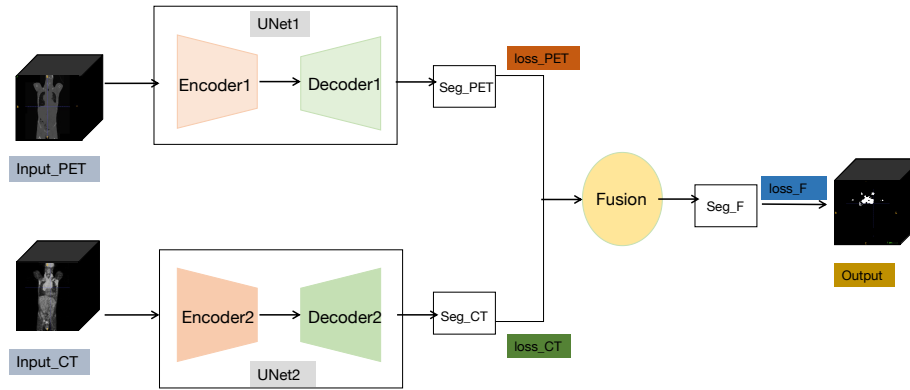 UNet1
Encoder1
Decoder1
Seg_PET
loss_PET
Input_PET
Fusion
Seg_F
loss_F
Output
Encoder2
Decoder2
Seg_CT
loss_CT
Input_CT
UNet2